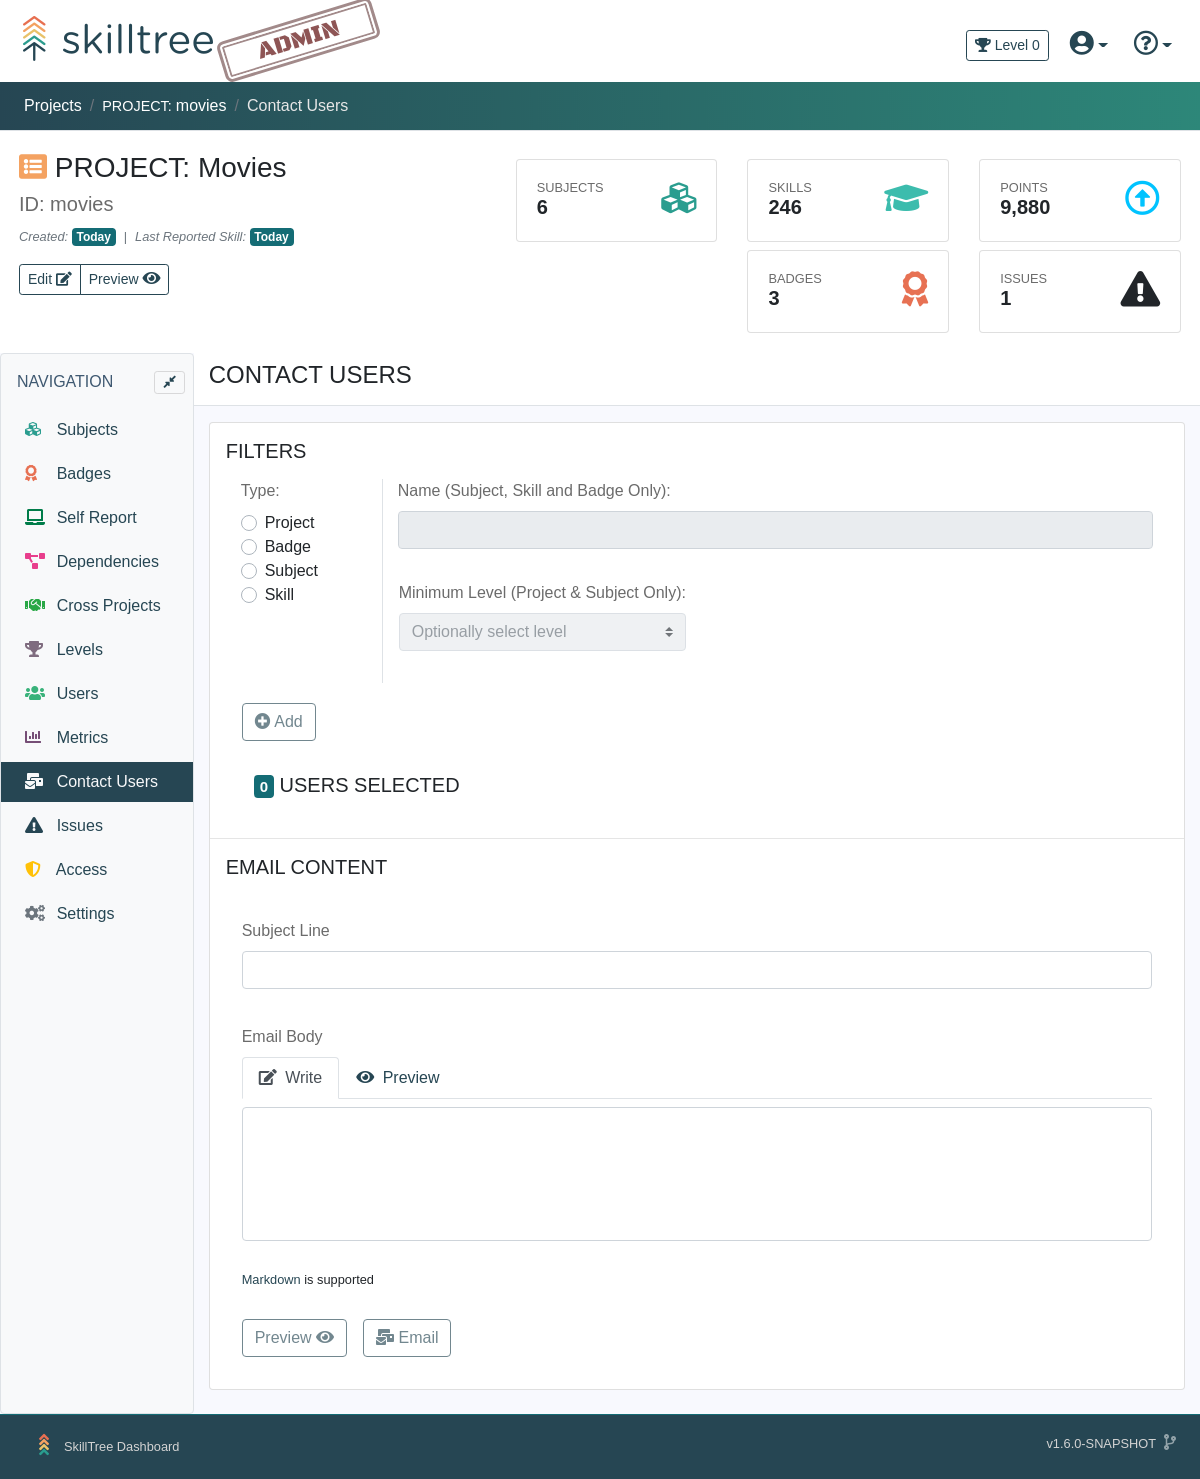 skilltree
ADMIN
Level 0
Projects / PROJECT: movies / Contact Users
PROJECT: Movies
ID: movies
Created: Today | Last Reported Skill: Today
Edit
Preview
SUBJECTS
6
SKILLS
246
POINTS
9,880
BADGES
3
ISSUES
1
NAVIGATION
Subjects
Badges
Self Report
Dependencies
Cross Projects
Levels
Users
Metrics
Contact Users
Issues
Access
Settings
CONTACT USERS
FILTERS
Type:
Project
Badge
Subject
Skill
Name (Subject, Skill and Badge Only):
Minimum Level (Project & Subject Only):
Optionally select level
Add
0 USERS SELECTED
EMAIL CONTENT
Subject Line
Email Body
Write
Preview
Markdown is supported
Preview
Email
SkillTree Dashboard
v1.6.0-SNAPSHOT